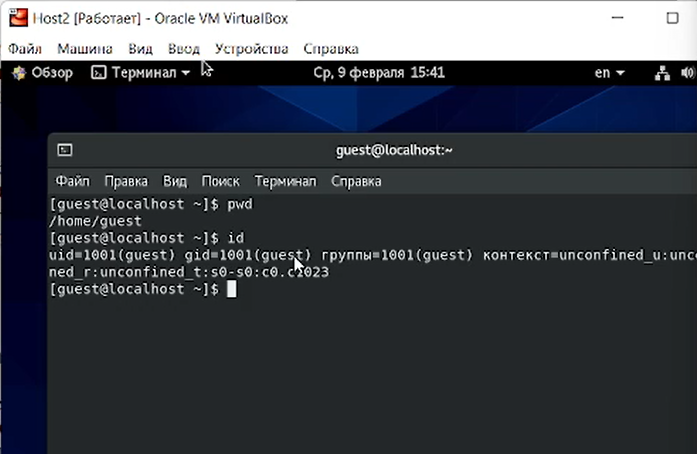 Host2 [Работает] - Oracle VM VirtualBox
Файл Машина Вид Ввод Устройства Справка
Обзор Терминал Ср, 9 февраля 15:41 en
guest@localhost:~
Файл Правка Вид Поиск Терминал Справка
[guest@localhost ~]$ pwd
/home/guest
[guest@localhost ~]$ id
uid=1001(guest) gid=1001(guest) группы=1001(guest) контекст=unconfined_u:unco
ned_r:unconfined_t:s0-s0:c0.c1023
[guest@localhost ~]$